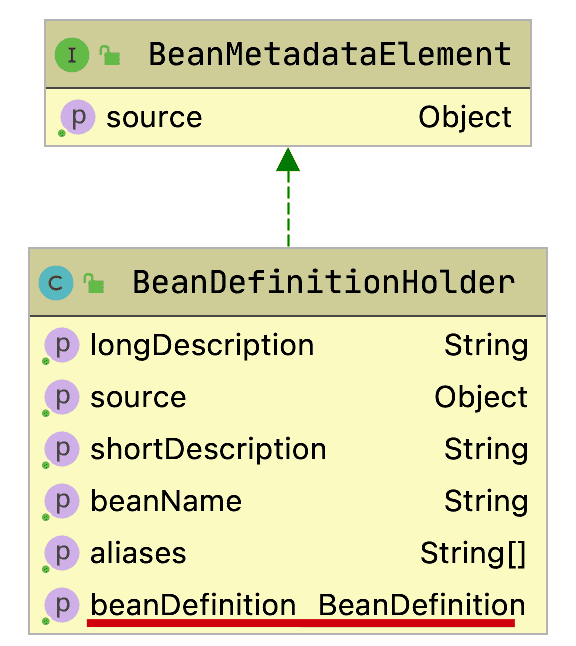 I BeanMetadataElement
p source Object
C BeanDefinitionHolder
p longDescription String
p source Object
p shortDescription String
p beanName String
p aliases String[]
p beanDefinition BeanDefinition